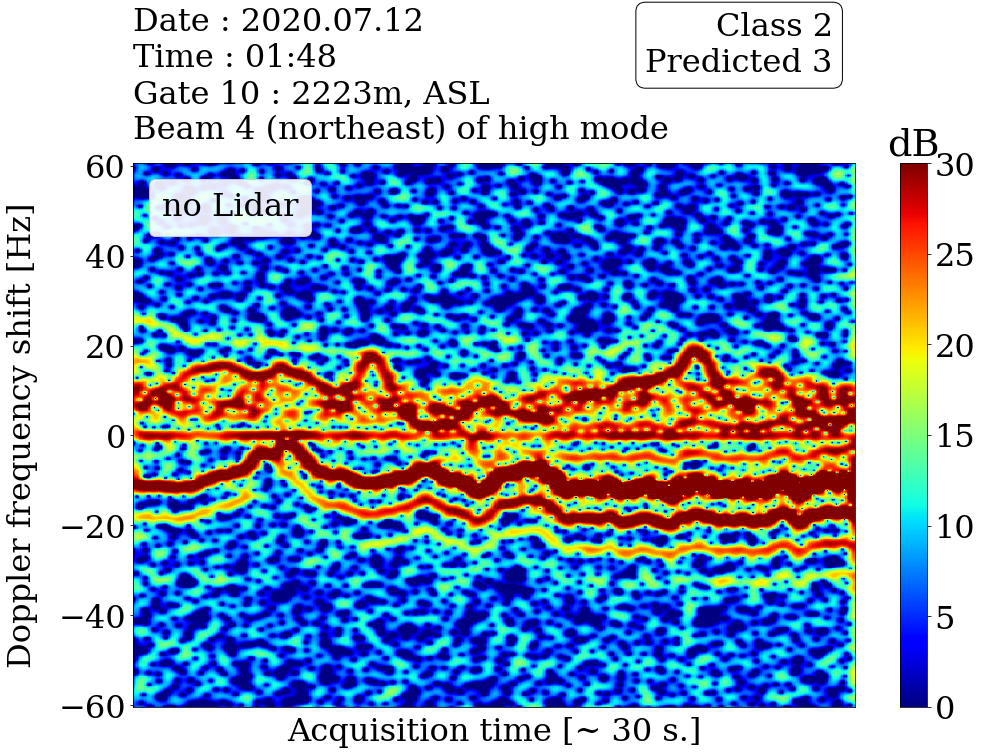 Date : 2020.07.12
Time : 01:48
Gate 10 : 2223m, ASL
Beam 4 (northeast) of high mode
Class 2
Predicted 3
dB
no Lidar
60
40
20
0
−20
−40
−60
Doppler frequency shift [Hz]
Acquisition time [~ 30 s.]
30
25
20
15
10
5
0